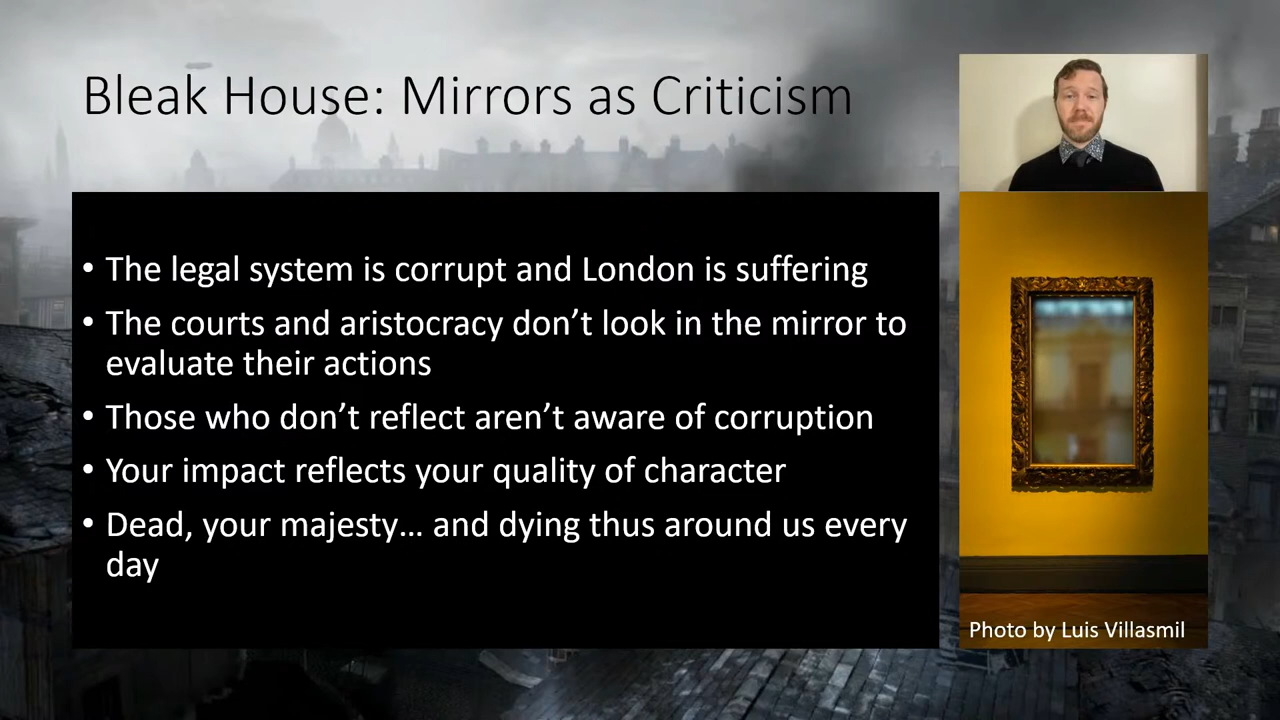 Bleak House: Mirrors as Criticism
• The legal system is corrupt and London is suffering
• The courts and aristocracy don’t look in the mirror to
evaluate their actions
• Those who don’t reflect aren’t aware of corruption
• Your impact reflects your quality of character
• Dead, your majesty… and dying thus around us every
day
Photo by Luis Villasmil